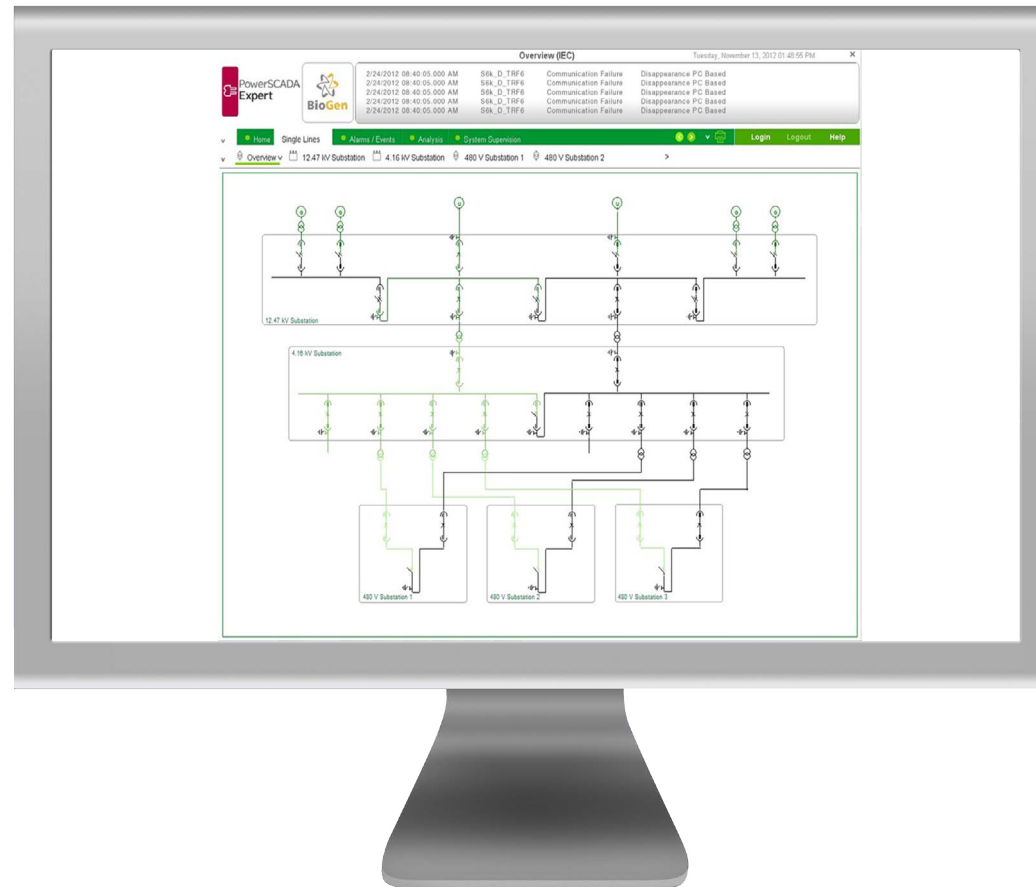 Overview (IEC)
Tuesday, November 13, 2012 01:48:55 PM
PowerSCADA
Expert
BioGen
2/24/2012 08:40:05.000 AM S6k_D_TRF6 Communication Failure Disappearance PC Based
2/24/2012 08:40:05.000 AM S6k_D_TRF6 Communication Failure Disappearance PC Based
2/24/2012 08:40:05.000 AM S6k_D_TRF6 Communication Failure Disappearance PC Based
2/24/2012 08:40:05.000 AM S6k_D_TRF6 Communication Failure Disappearance PC Based
2/24/2012 08:40:05.000 AM S6k_D_TRF6 Communication Failure Disappearance PC Based
Home Single Lines Alarms / Events Analysis System Supervision Login Logout Help
Overview 12.47 kV Substation 4.16 kV Substation 480 V Substation 1 480 V Substation 2 >
12.47 kV Substation
4.16 kV Substation
480 V Substation 1 480 V Substation 2 480 V Substation 3